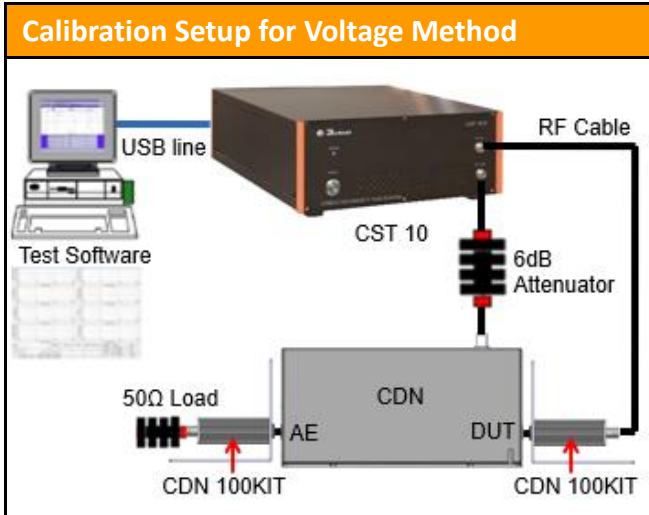 Calibration Setup for Voltage Method
USB line
RF Cable
CST 10
Test Software
6dB
Attenuator
50Ω Load
CDN
AE
DUT
CDN 100KIT
CDN 100KIT